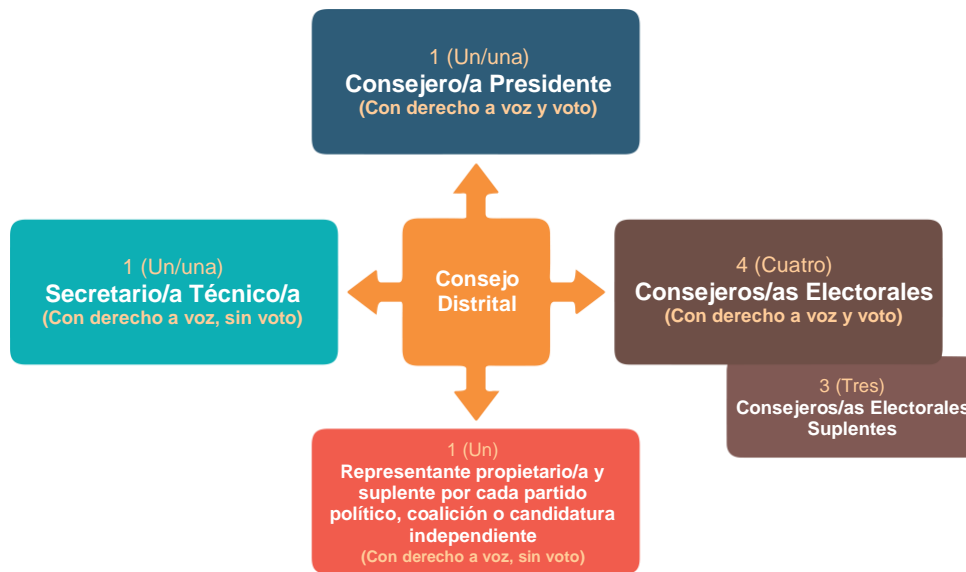 1 (Un/una)
Consejero/a Presidente
(Con derecho a voz y voto)
1 (Un/una)
Secretario/a Técnico/a
(Con derecho a voz, sin voto)
Consejo
Distrital
4 (Cuatro)
Consejeros/as Electorales
(Con derecho a voz y voto)
3 (Tres)
Consejeros/as Electorales
Suplentes
1 (Un)
Representante propietario/a y
suplente por cada partido
político, coalición o candidatura
independiente
(Con derecho a voz, sin voto)